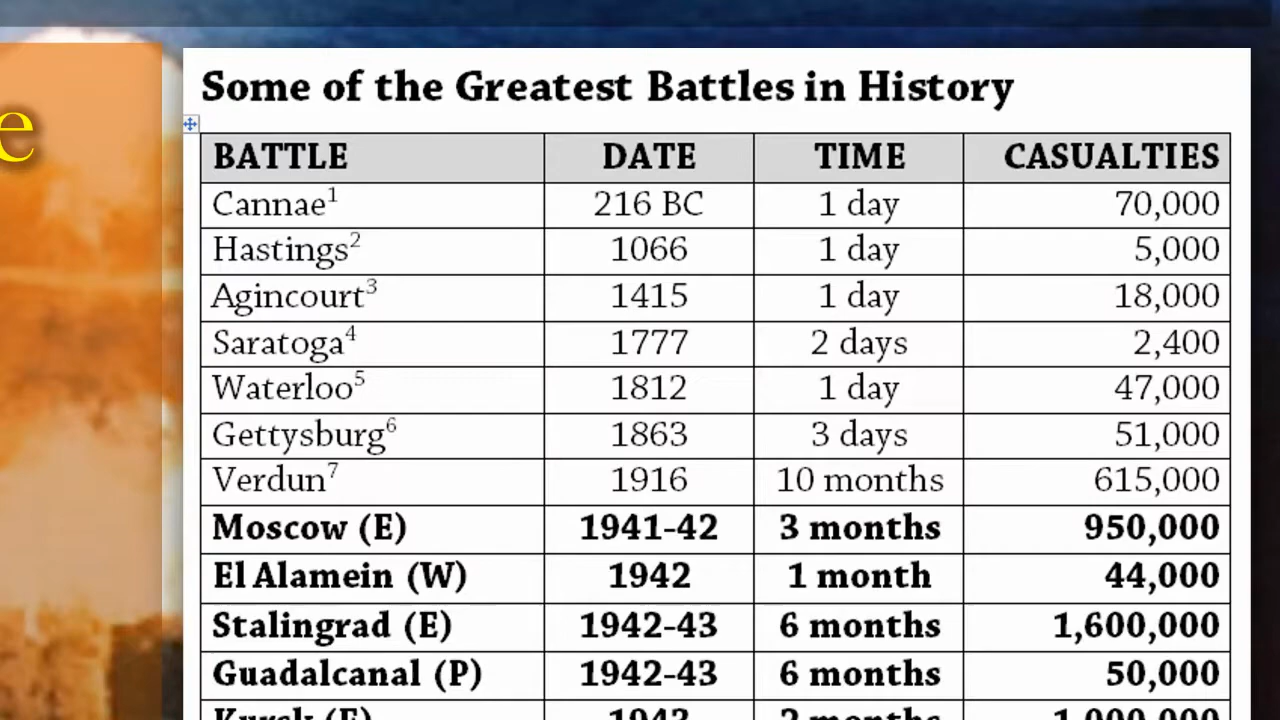 e
Some of the Greatest Battles in History
BATTLE DATE TIME CASUALTIES
Cannae¹ 216 BC 1 day 70,000
Hastings² 1066 1 day 5,000
Agincourt³ 1415 1 day 18,000
Saratoga⁴ 1777 2 days 2,400
Waterloo⁵ 1812 1 day 47,000
Gettysburg⁶ 1863 3 days 51,000
Verdun⁷ 1916 10 months 615,000
Moscow (E) 1941-42 3 months 950,000
El Alamein (W) 1942 1 month 44,000
Stalingrad (E) 1942-43 6 months 1,600,000
Guadalcanal (P) 1942-43 6 months 50,000